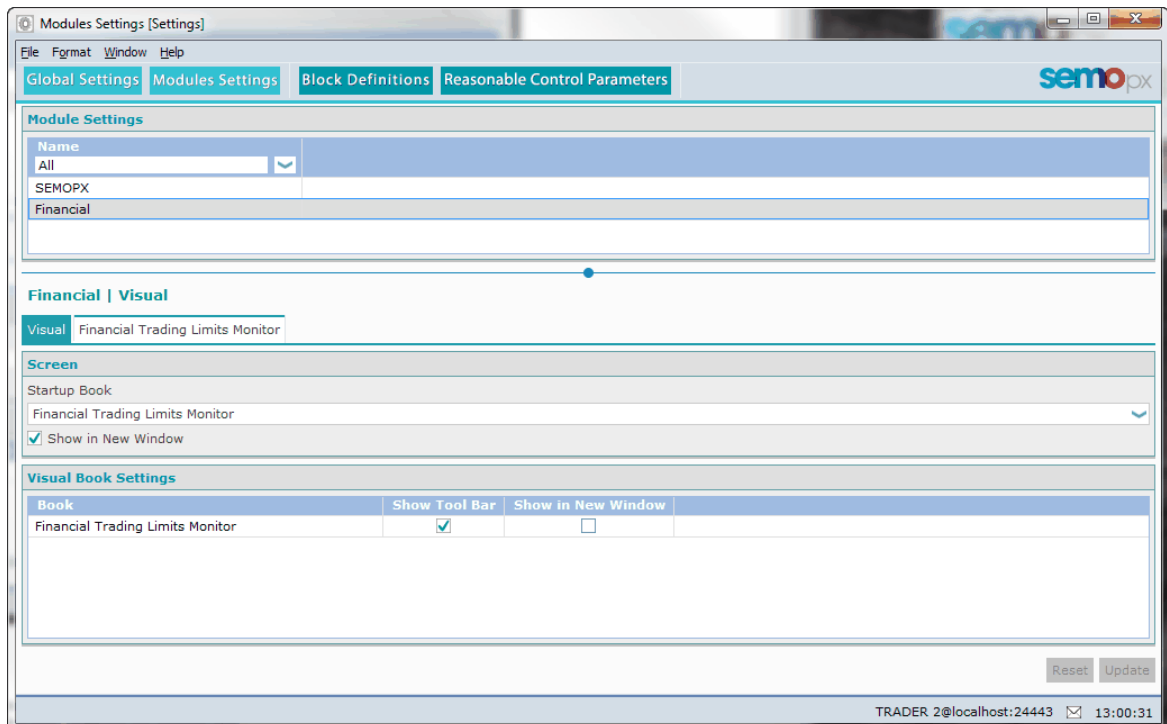 Modules Settings [Settings]
File Format Window Help
Global Settings Modules Settings Block Definitions Reasonable Control Parameters semopx
Module Settings
Name
All
SEMOPX
Financial
Financial | Visual
Visual Financial Trading Limits Monitor
Screen
Startup Book
Financial Trading Limits Monitor
Show in New Window
Visual Book Settings
Book Show Tool Bar Show in New Window
Financial Trading Limits Monitor
Reset Update
TRADER 2@localhost:24443 13:00:31